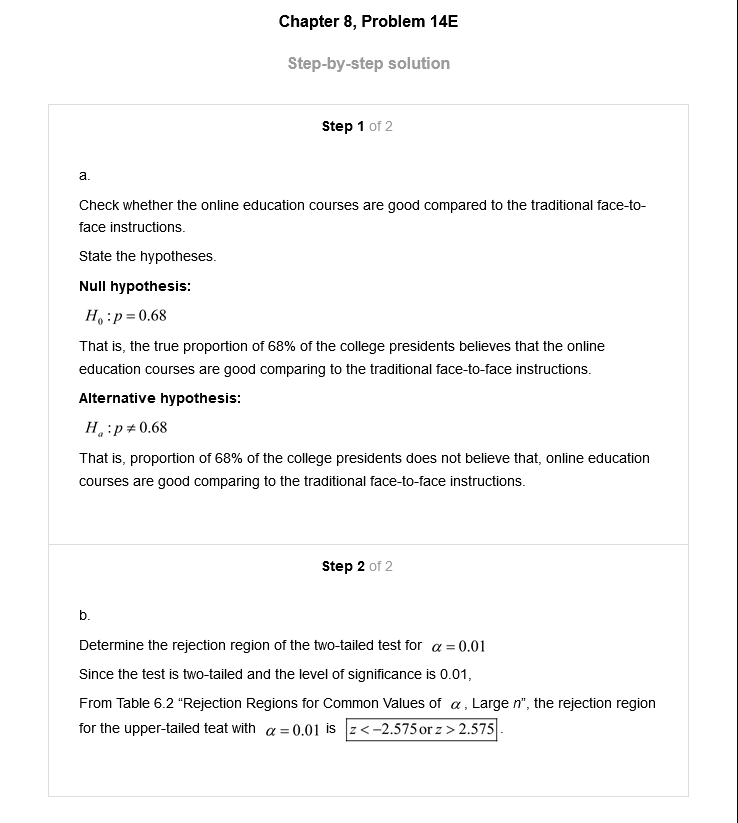 Chapter 8, Problem 14E
Step-by-step solution
Step 1 of 2
a.
Check whether the online education courses are good compared to the traditional face-to-
face instructions.
State the hypotheses.
Null hypothesis:
H₀ : p = 0.68
That is, the true proportion of 68% of the college presidents believes that the online
education courses are good comparing to the traditional face-to-face instructions.
Alternative hypothesis:
Hₐ : p ≠ 0.68
That is, proportion of 68% of the college presidents does not believe that, online education
courses are good comparing to the traditional face-to-face instructions.
Step 2 of 2
b.
Determine the rejection region of the two-tailed test for α = 0.01
Since the test is two-tailed and the level of significance is 0.01,
From Table 6.2 “Rejection Regions for Common Values of α , Large n”, the rejection region
for the upper-tailed teat with α = 0.01 is z < −2.575 or z > 2.575 .